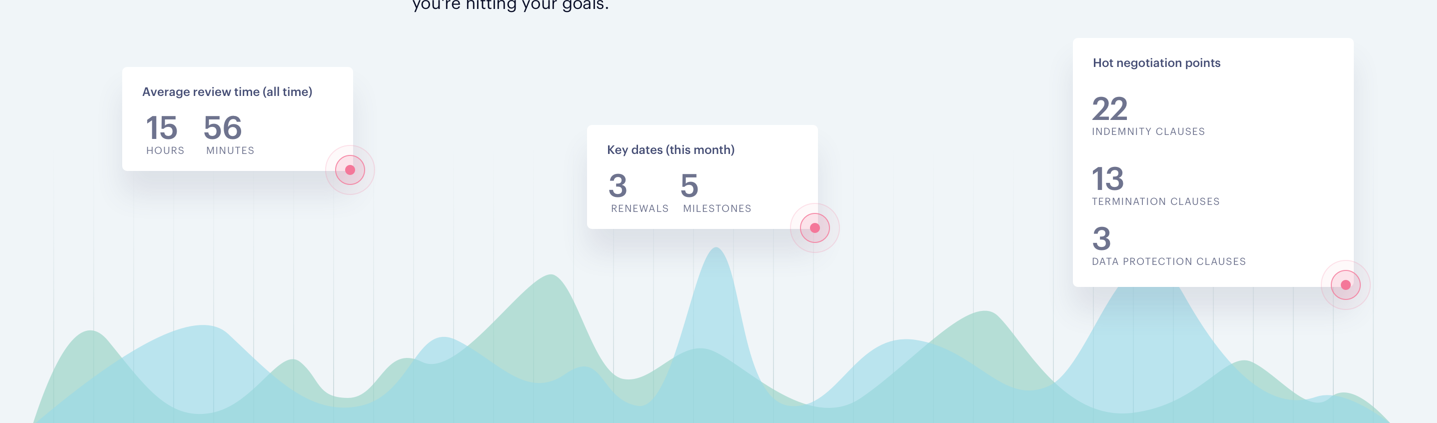 you're hitting your goals.
Average review time (all time)
15 56
HOURS MINUTES
Key dates (this month)
3 5
RENEWALS MILESTONES
Hot negotiation points
22
INDEMNITY CLAUSES
13
TERMINATION CLAUSES
3
DATA PROTECTION CLAUSES